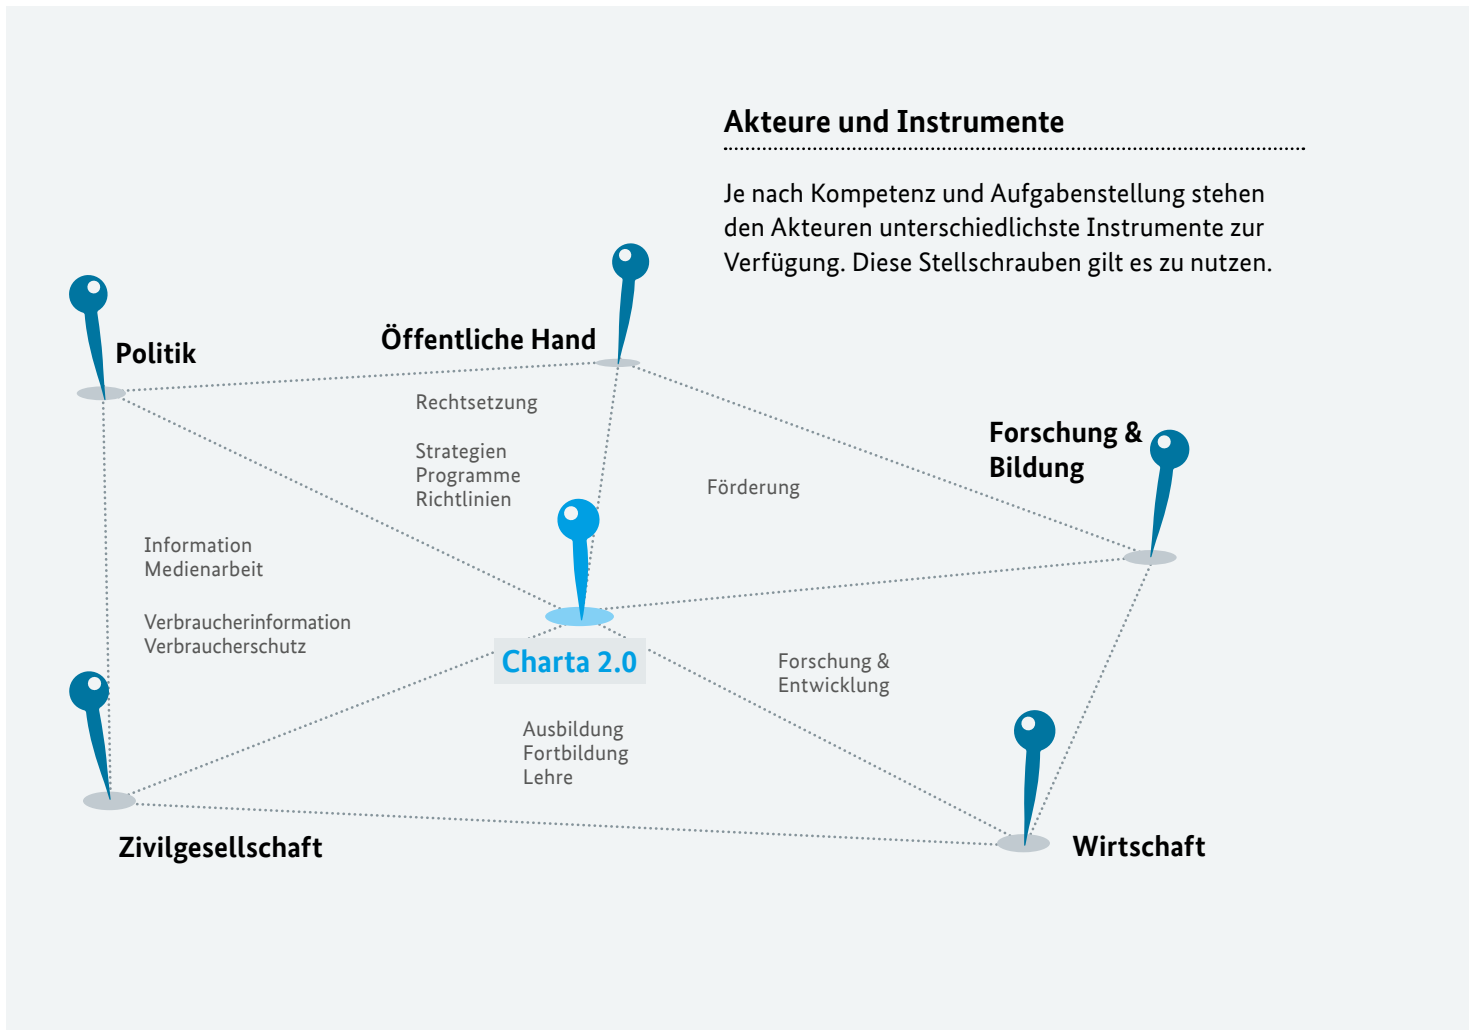 Akteure und Instrumente
Je nach Kompetenz und Aufgabenstellung stehen
den Akteuren unterschiedlichste Instrumente zur
Verfügung. Diese Stellschrauben gilt es zu nutzen.
Politik
Öffentliche Hand
Rechtsetzung
Strategien
Programme
Richtlinien
Forschung &
Bildung
Förderung
Information
Medienarbeit
Verbraucherinformation
Verbraucherschutz
Charta 2.0
Forschung &
Entwicklung
Ausbildung
Fortbildung
Lehre
Zivilgesellschaft
Wirtschaft